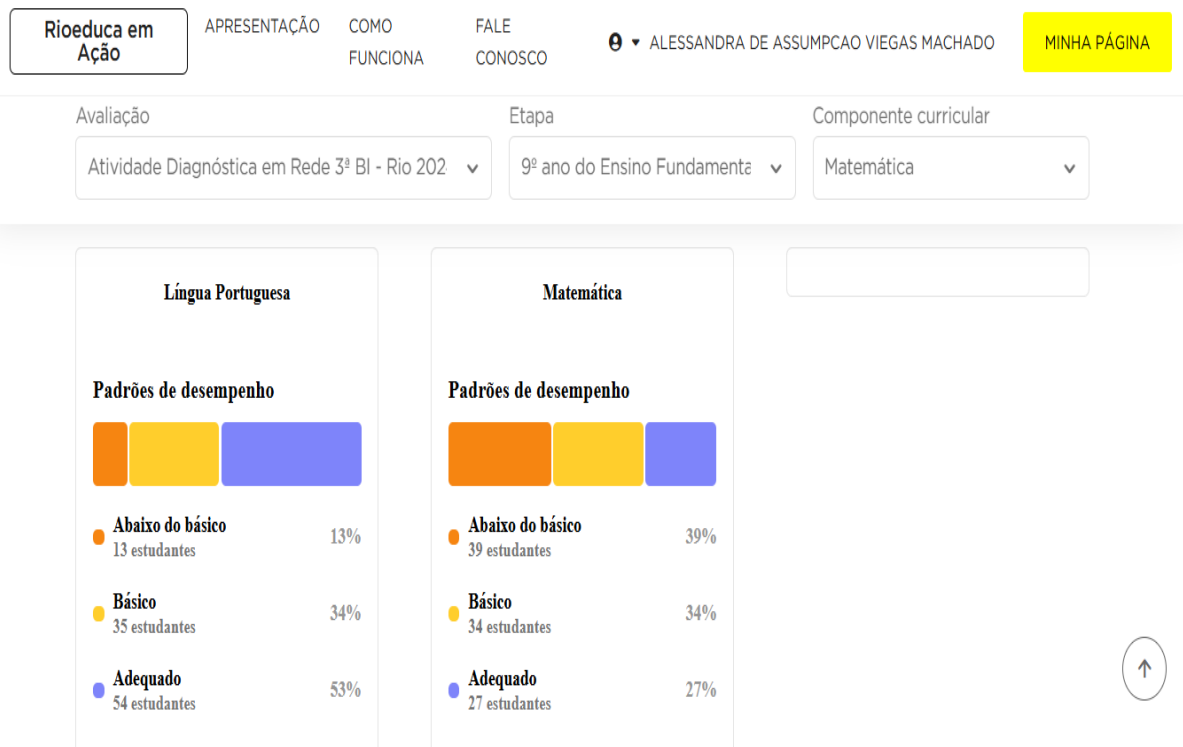 Rioeduca em
Ação
APRESENTAÇÃO
COMO
FUNCIONA
FALE
CONOSCO
ALESSANDRA DE ASSUMPCAO VIEGAS MACHADO
MINHA PÁGINA
Avaliação
Etapa
Componente curricular
Atividade Diagnóstica em Rede 3ª BI - Rio 202
9º ano do Ensino Fundamenta
Matemática
Língua Portuguesa
Padrões de desempenho
Abaixo do básico
13%
13 estudantes
Básico
34%
35 estudantes
Adequado
53%
54 estudantes
Matemática
Padrões de desempenho
Abaixo do básico
39%
39 estudantes
Básico
34%
34 estudantes
Adequado
27%
27 estudantes